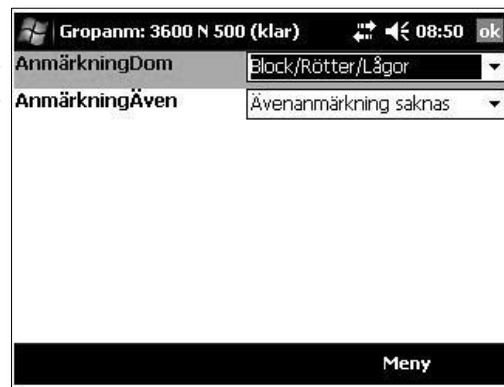 Gropanm: 3600 N 500 (klar) 08:50 ok
AnmärkningDom Block/Rötter/Lågor
AnmärkningÄven Ävenanmärkning saknas
Meny